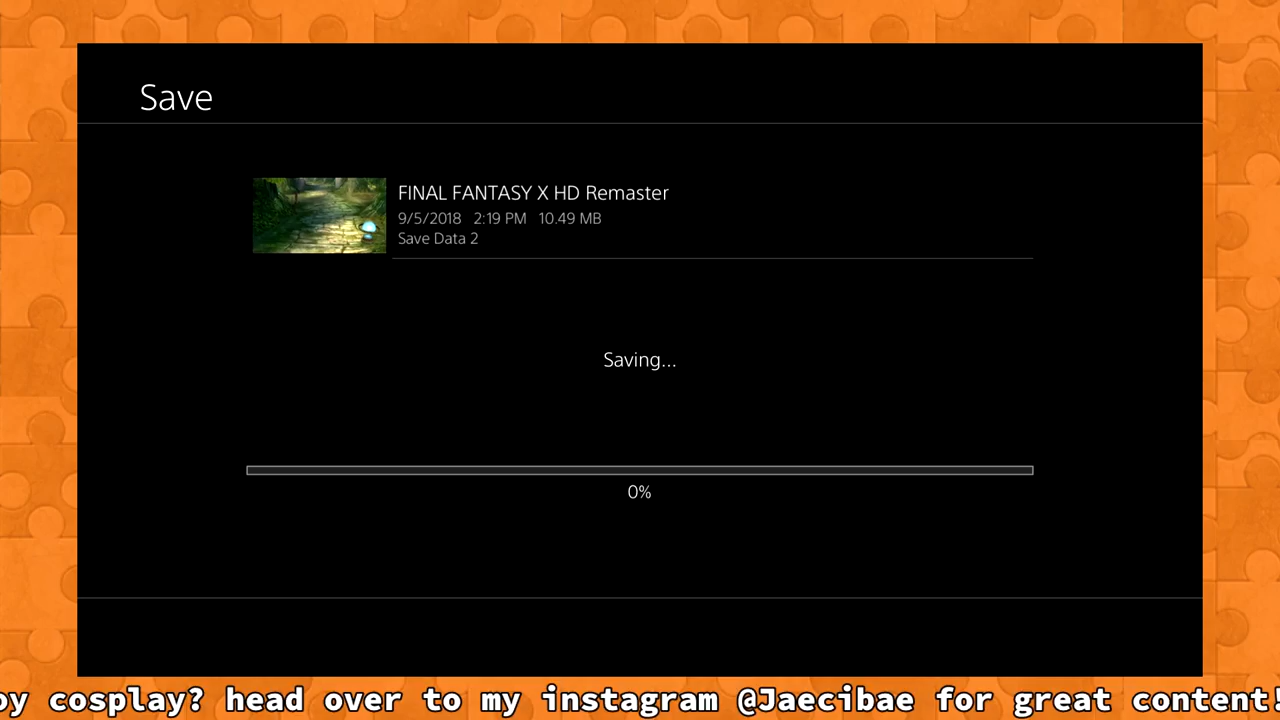 Save
FINAL FANTASY X HD Remaster
9/5/2018 2:19 PM 10.49 MB
Save Data 2
Saving...
0%
cosplay? head over to my instagram @Jaecibae for great content!